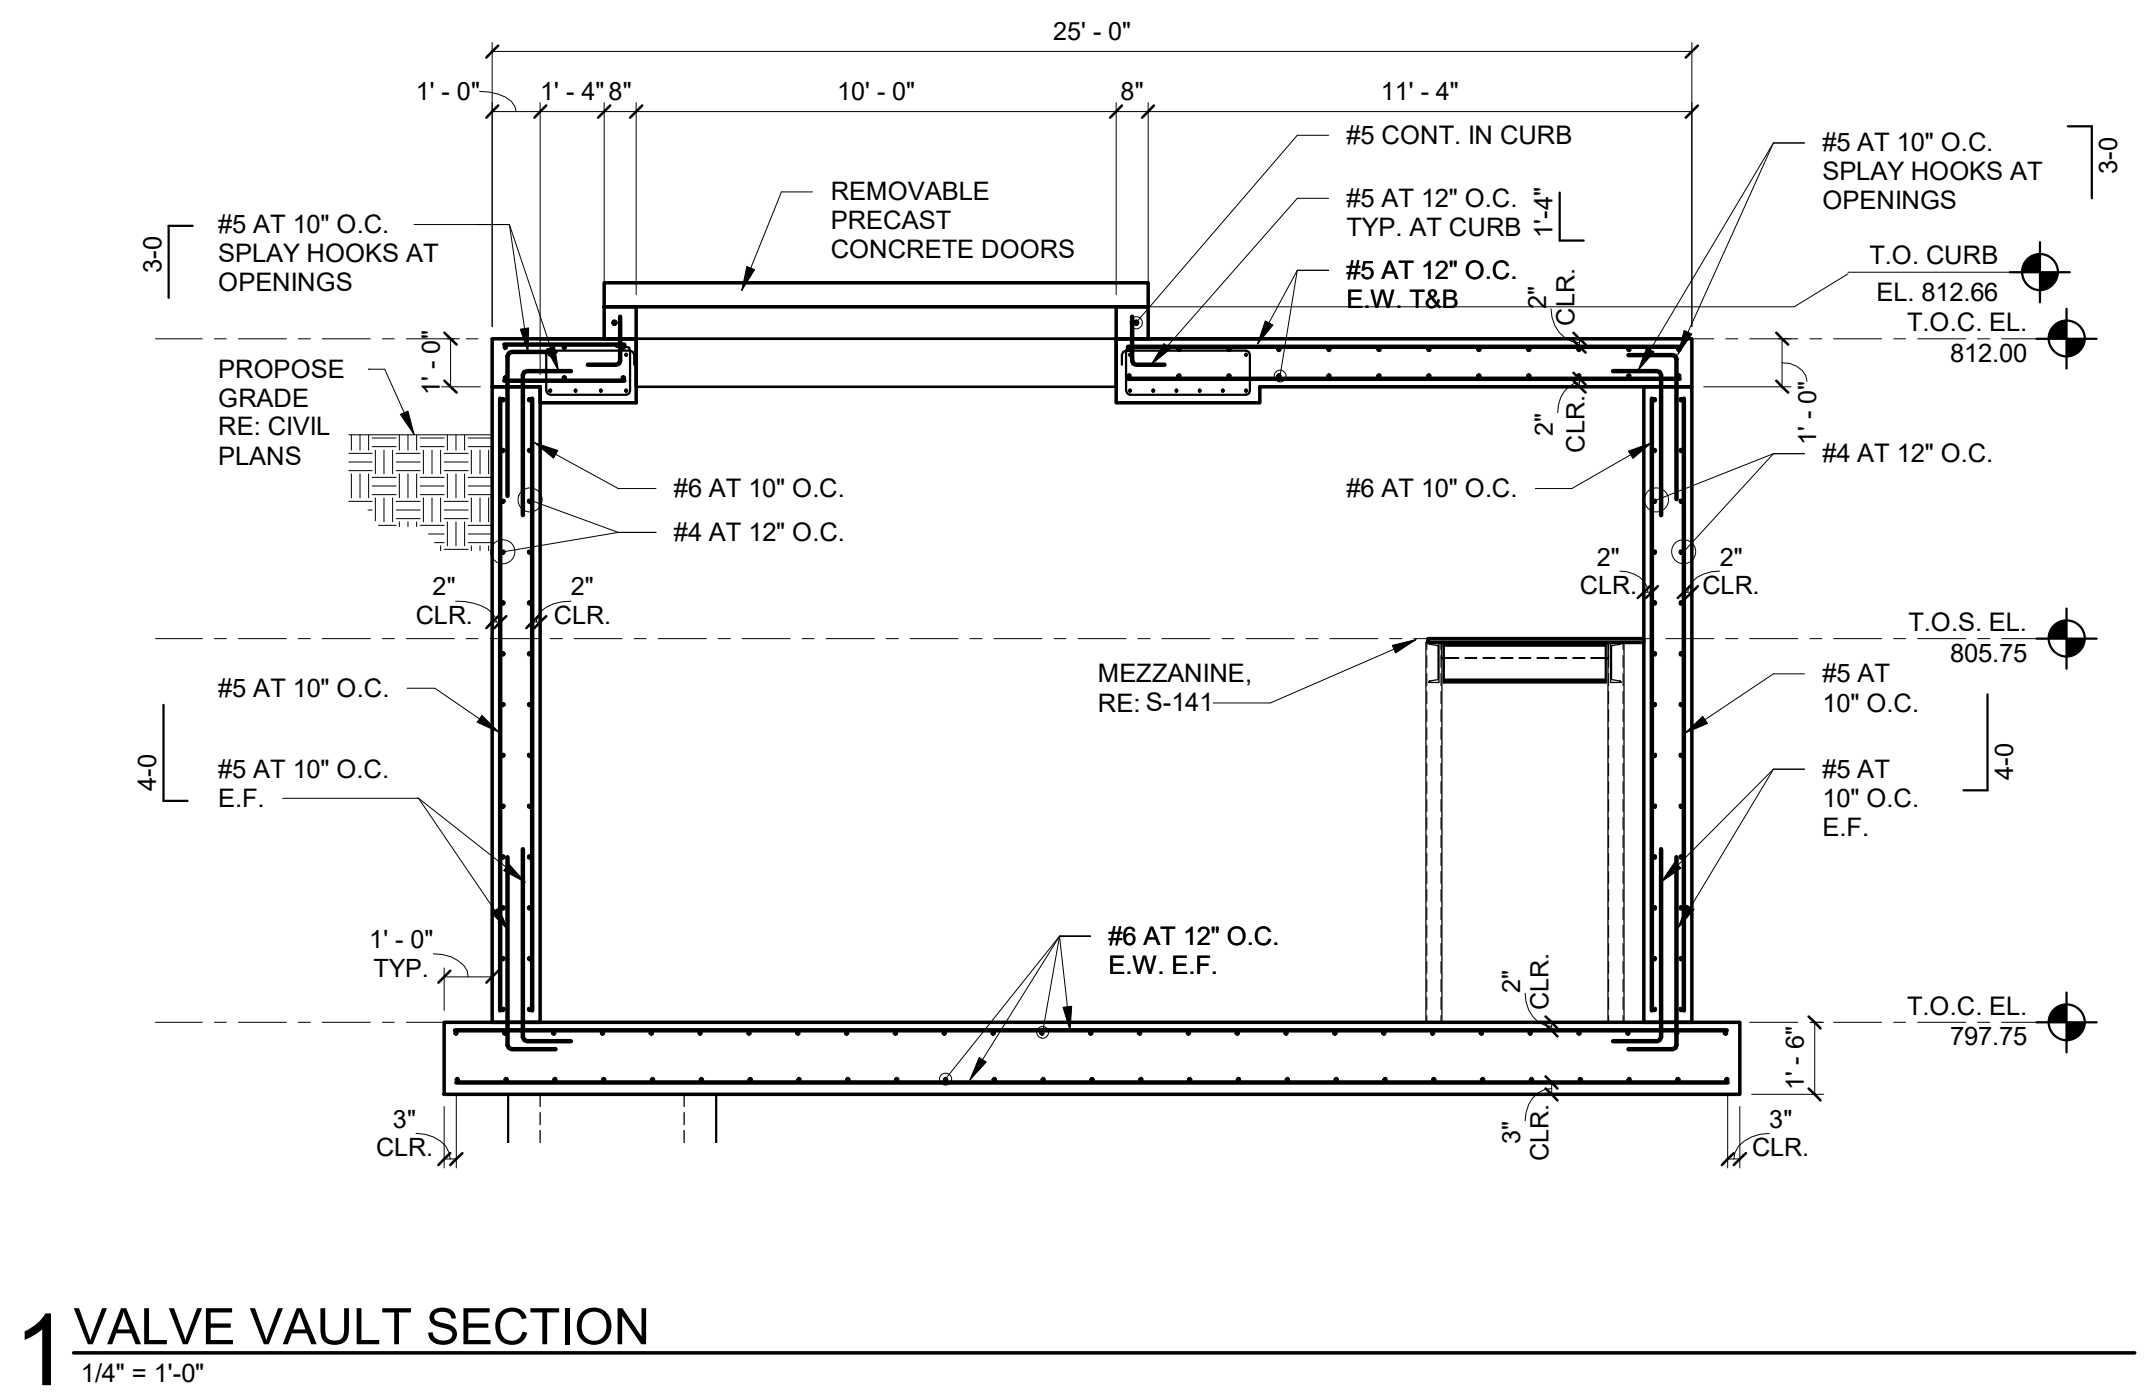 25' - 0"
1' - 0"
1' - 4"
8"
10' - 0"
8"
11' - 4"
#5 CONT. IN CURB
#5 AT 10" O.C.
SPLAY HOOKS AT
OPENINGS
3-0
REMOVABLE
PRECAST
CONCRETE DOORS
#5 AT 12" O.C.
TYP. AT CURB
1'-4"
3-0
#5 AT 10" O.C.
SPLAY HOOKS AT
OPENINGS
#5 AT 12" O.C.
E.W. T&B
2"
CLR.
T.O. CURB
EL. 812.66
T.O.C. EL.
812.00
PROPOSE
GRADE
RE: CIVIL
PLANS
1' - 0"
2"
CLR.
1' - 0"
#4 AT 12" O.C.
#6 AT 10" O.C.
#4 AT 12" O.C.
#6 AT 10" O.C.
2"
CLR.
2"
CLR.
2"
CLR.
2"
CLR.
T.O.S. EL.
805.75
MEZZANINE,
RE: S-141
#5 AT 10" O.C.
#5 AT
10" O.C.
4-0
#5 AT 10" O.C.
E.F.
#5 AT
10" O.C.
E.F.
4-0
1' - 0"
TYP.
#6 AT 12" O.C.
E.W. E.F.
2"
CLR.
T.O.C. EL.
797.75
1' - 6"
3"
CLR.
3"
CLR.
3"
CLR.
1
VALVE VAULT SECTION
1/4" = 1'-0"